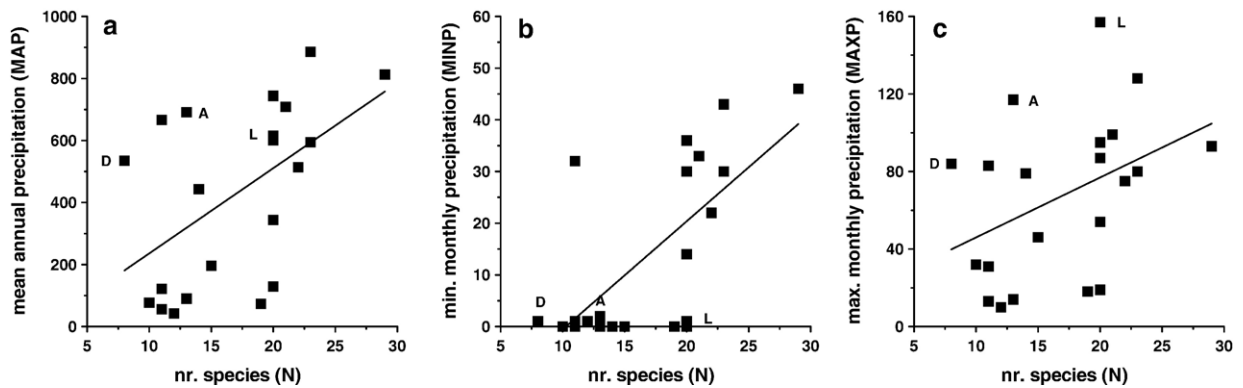 a
mean annual precipitation (MAP)
1000
800
600
400
200
0
A
L
D
5
10
15
20
25
30
nr. species (N)
b
min. monthly precipitation (MINP)
60
50
40
30
20
10
0
D
A
L
5
10
15
20
25
30
nr. species (N)
c
max. monthly precipitation (MAXP)
160
120
80
40
0
L
A
D
5
10
15
20
25
30
nr. species (N)